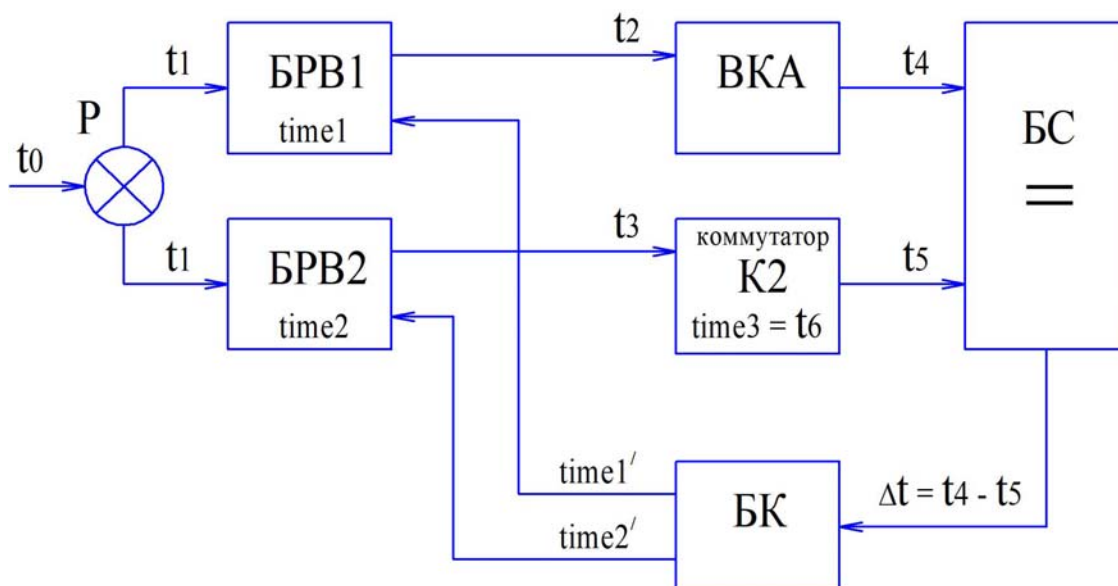 t0
P
t1
БРВ1
time1
t2
ВКА
t4
БС
=
t1
БРВ2
time2
t3
коммутатор
К2
time3 = t6
t5
time1′
time2′
БК
Δt = t4 - t5